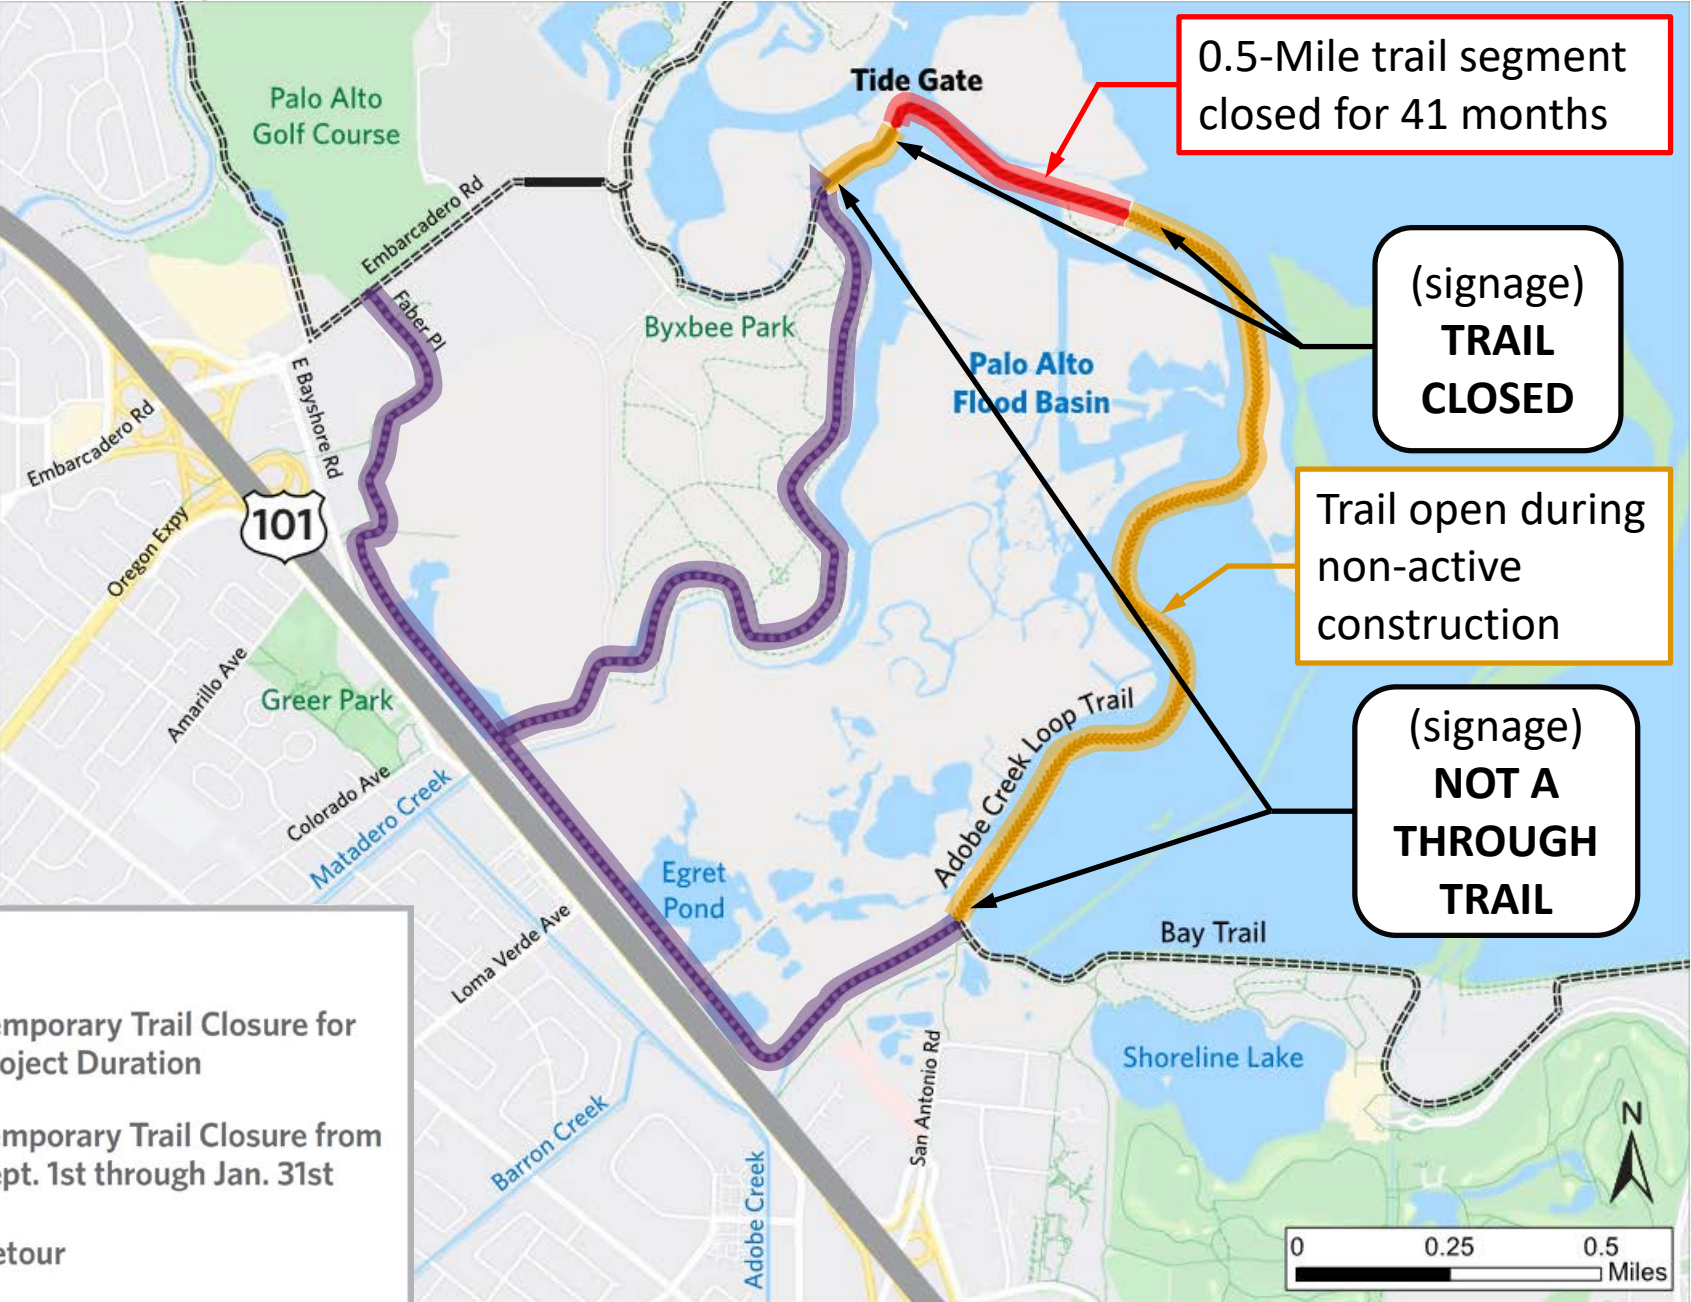 Tide Gate
0.5-Mile trail segment
closed for 41 months
Palo Alto
Golf Course
Embarcadero Rd
Faber Pl
Byxbee Park
(signage)
TRAIL
CLOSED
Palo Alto
Flood Basin
E Bayshore Rd
Embarcadero Rd
101
Oregon Expy
Trail open during
non-active
construction
Amarillo Ave
Greer Park
Adobe Creek Loop Trail
(signage)
NOT A
THROUGH
TRAIL
Colorado Ave
Matadero Creek
Egret
Pond
Loma Verde Ave
Bay Trail
emporary Trail Closure for
oject Duration
Shoreline Lake
San Antonio Rd
Barron Creek
Adobe Creek
emporary Trail Closure from
ept. 1st through Jan. 31st
etour
N
0 0.25 0.5
Miles